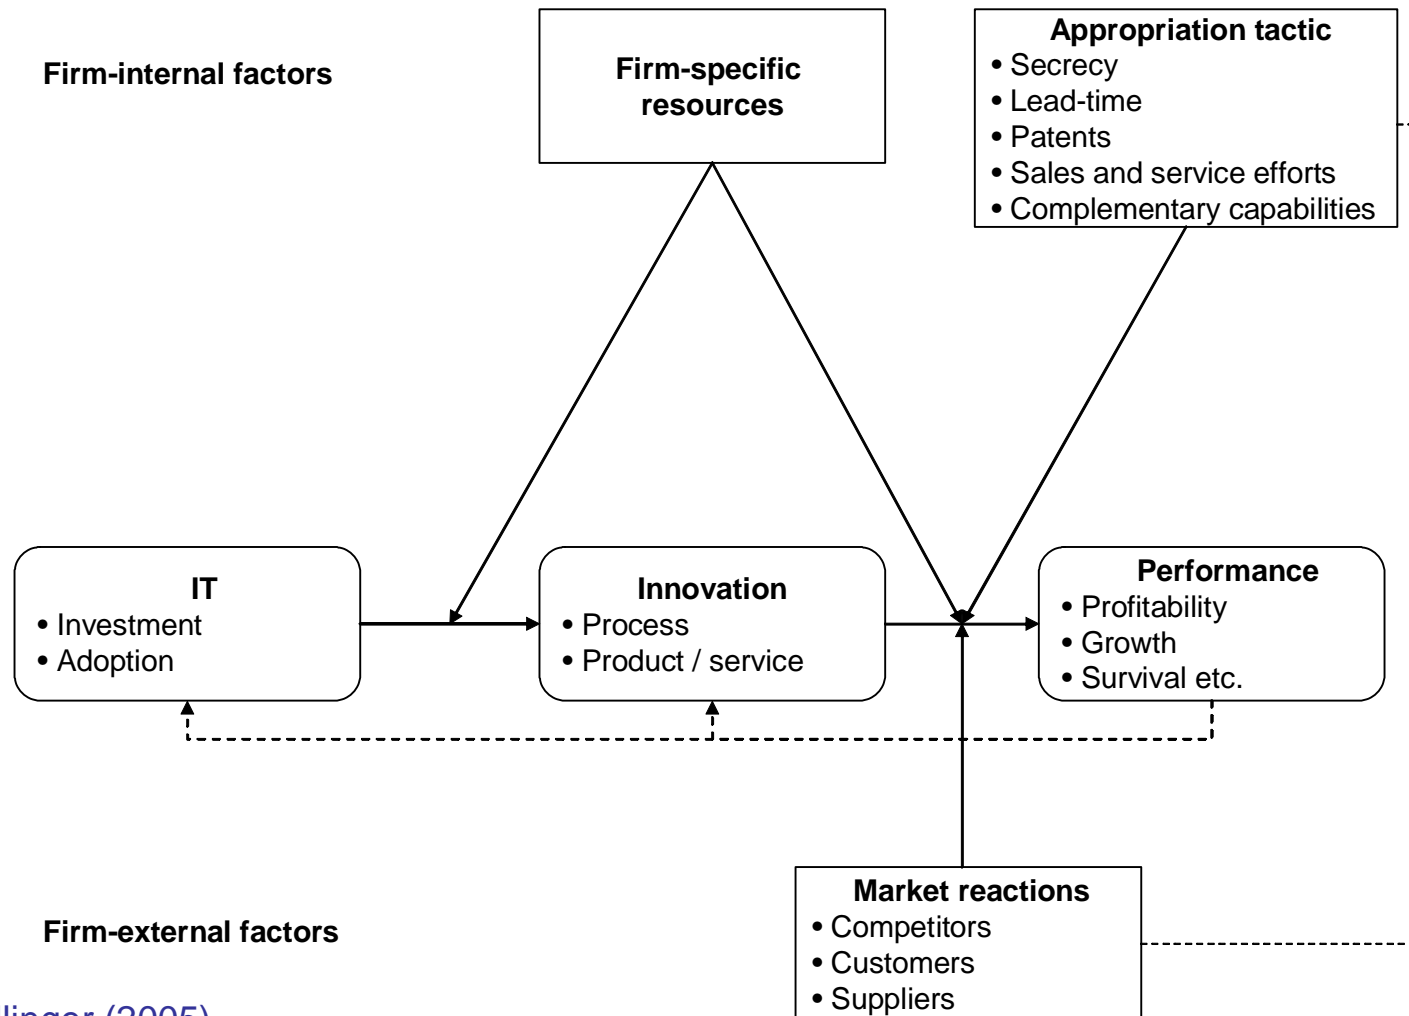 Firm-internal factors
Firm-specific
resources
Appropriation tactic
• Secrecy
• Lead-time
• Patents
• Sales and service efforts
• Complementary capabilities
IT
• Investment
• Adoption
Innovation
• Process
• Product / service
Performance
• Profitability
• Growth
• Survival etc.
Market reactions
• Competitors
• Customers
• Suppliers
Firm-external factors
(2005)